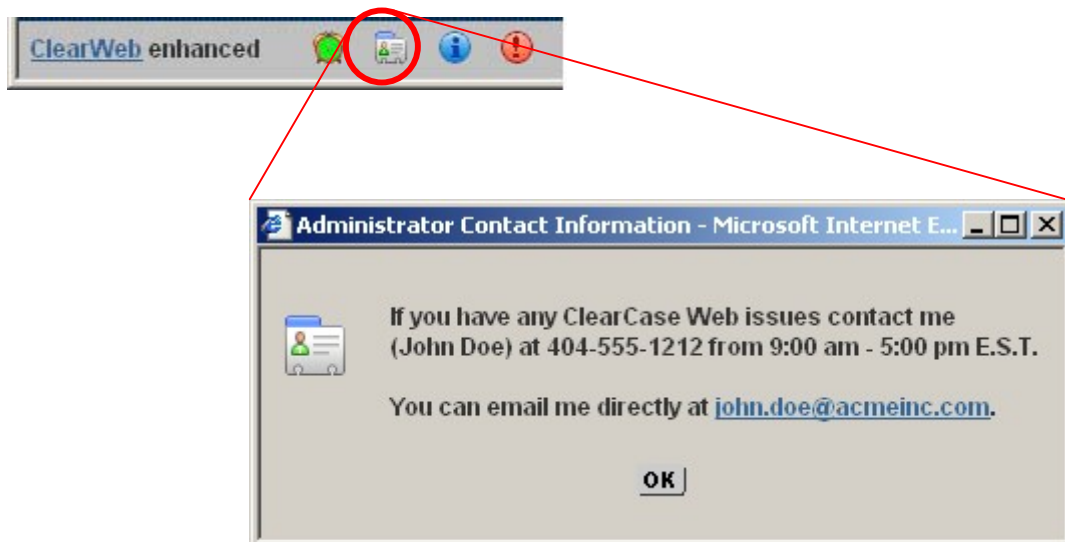 ClearWeb enhanced
Administrator Contact Information - Microsoft Internet E...
If you have any ClearCase Web issues contact me
(John Doe) at 404-555-1212 from 9:00 am - 5:00 pm E.S.T.
You can email me directly at john.doe@acmeinc.com.
OK